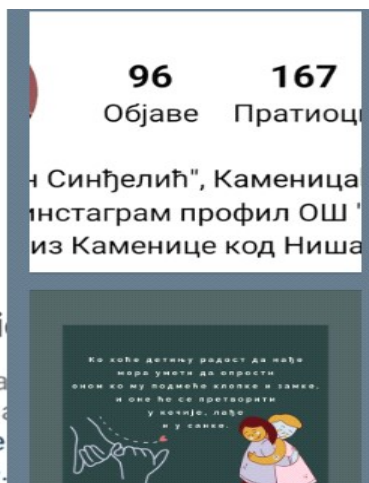 96 167
Објаве Пратиоци
н Синђелић", Каменица
инстаграм профил ОШ "
из Каменице код Ниша
Ко хоће детињу радост да нађе
мора умети да опрости
оном ко му подмеће клопке и замке,
и оне ће се претворити
у кочије, лађе
и у санке.